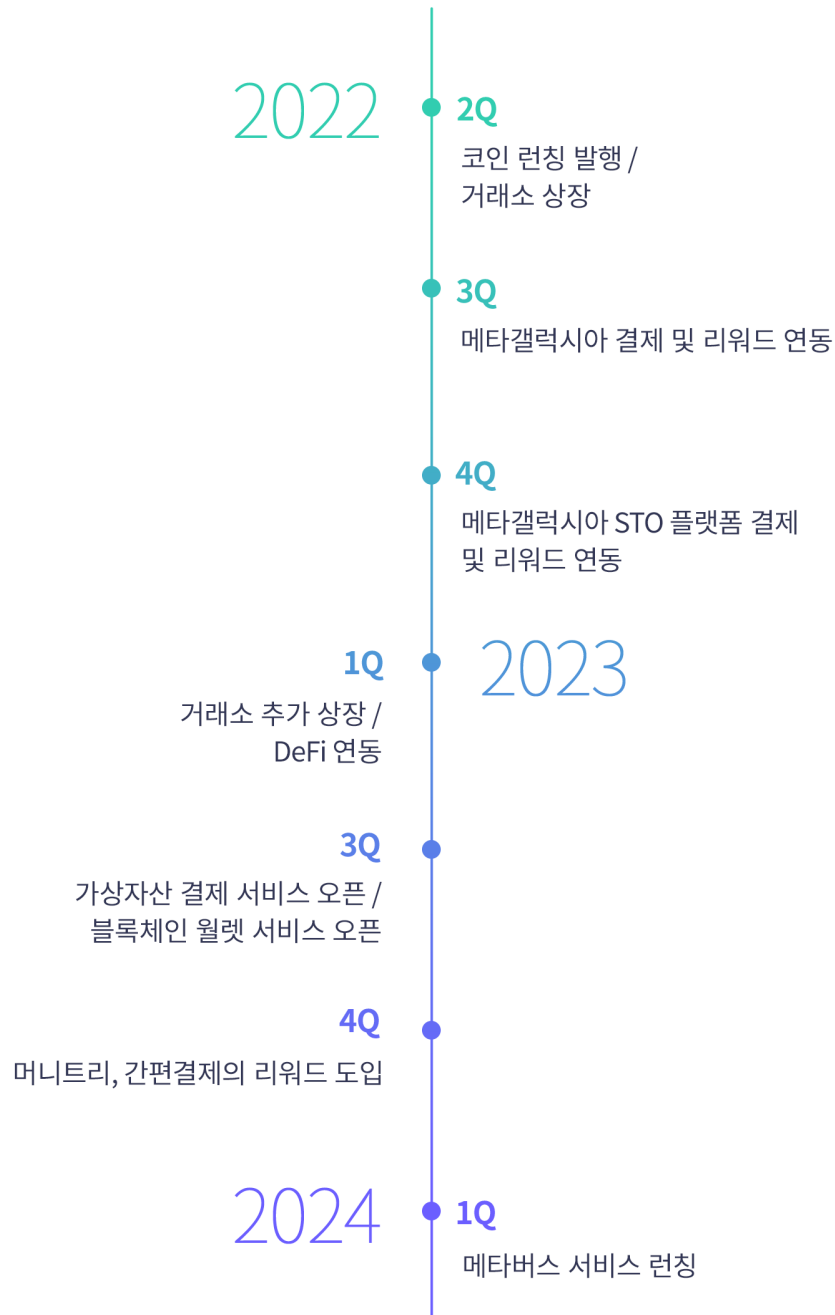 2022
2Q
코인 런칭 발행 /
거래소 상장
3Q
메타갤럭시아 결제 및 리워드 연동
4Q
메타갤럭시아 STO 플랫폼 결제
및 리워드 연동
2023
1Q
거래소 추가 상장 /
DeFi 연동
3Q
가상자산 결제 서비스 오픈 /
블록체인 월렛 서비스 오픈
4Q
머니트리, 간편결제의 리워드 도입
2024
1Q
메타버스 서비스 런칭